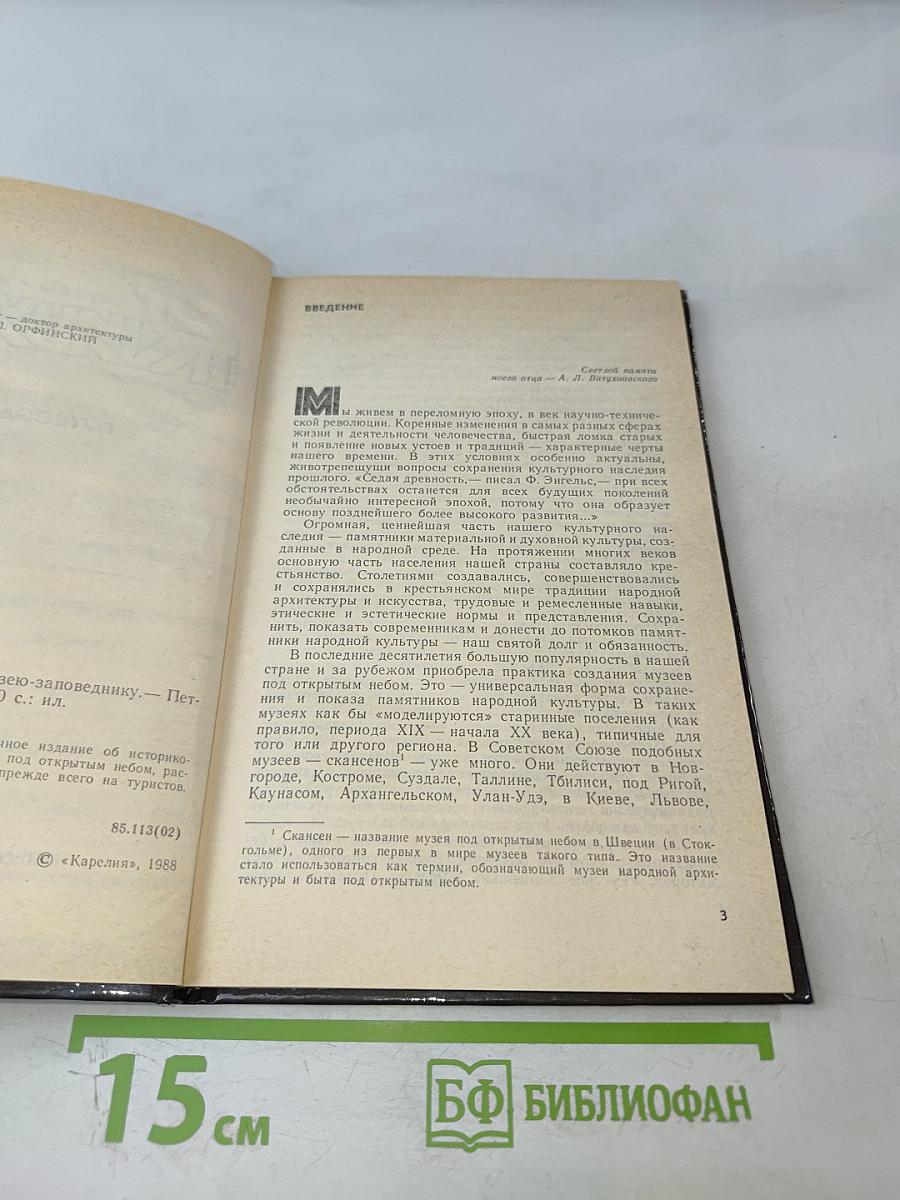 — доктор архитектуры
ОРФИНСКИЙ
зею-заповеднику.— Пет-
0 с.: ил.
чное издание об историко-
под открытым небом, рас-
прежде всего на туристов,
85.113(02)
© «Карелия», 1988
ВВЕДЕНИЕ
Светлой памяти
моего отца — А. Л. Витухновского
Мы живем в переломную эпоху, в век научно-техниче-
ской революции. Коренные изменения в самых разных сферах
жизни и деятельности человечества, быстрая ломка старых
и появление новых устоев и традиций — характерные черты
нашего времени. В этих условиях особенно актуальны,
животрепещущи вопросы сохранения культурного наследия
прошлого. «Седая древность,— писал Ф. Энгельс,— при всех
обстоятельствах останется для всех будущих поколений
необычайно интересной эпохой, потому что она образует
основу позднейшего более высокого развития...»
Огромная, ценнейшая часть нашего культурного на-
следия — памятники материальной и духовной культуры, соз-
данные в народной среде. На протяжении многих веков
основную часть населения нашей страны составляло кре-
стьянство. Столетиями создавались, совершенствовались
и сохранялись в крестьянском мире традиции народной
архитектуры и искусства, трудовые и ремесленные навыки,
этические и эстетические нормы и представления. Сохра-
нить, показать современникам и донести до потомков памят-
ники народной культуры — наш святой долг и обязанность.
В последние десятилетия большую популярность в нашей
стране и за рубежом приобрела практика создания музеев
под открытым небом. Это — универсальная форма сохране-
ния и показа памятников народной культуры. В таких
музеях как бы «моделируются» старинные поселения (как
правило, периода XIX — начала XX века), типичные для
того или другого региона. В Советском Союзе подобных
музеев — скансенов¹ — уже много. Они действуют в Нов-
городе, Костроме, Суздале, Таллине, Тбилиси, под Ригой,
Каунасом, Архангельском, Улан-Удэ, в Киеве, Львове,
¹ Скансен — название музея под открытым небом в Швеции (в Сток-
гольме), одного из первых в мире музеев такого типа. Это название
стало использоваться как термин, обозначающий музеи народной архи-
тектуры и быта под открытым небом.
3
15 см
БФ БИБЛИОФАН